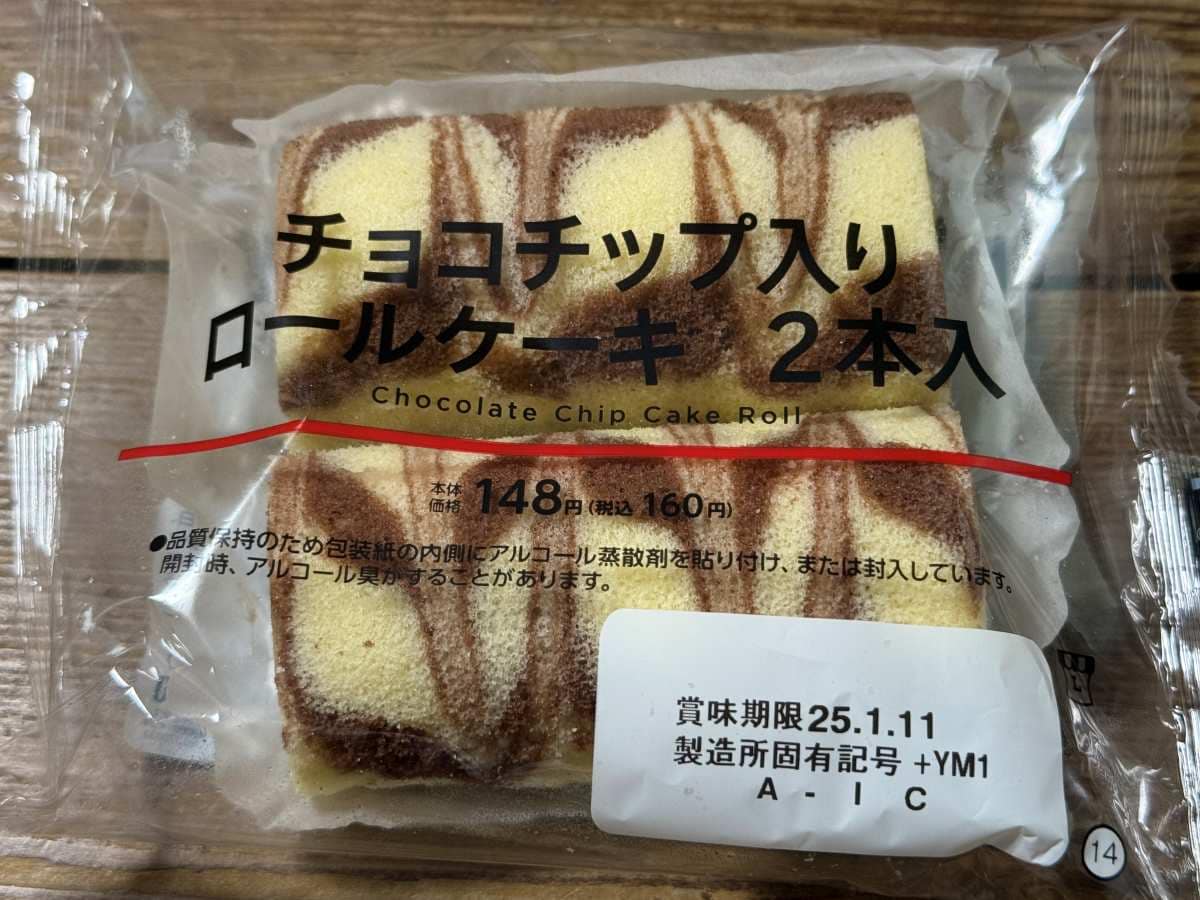 チョコチップ入り
ロールケーキ 2本入
Chocolate Chip Cake Roll
本体価格 148円(税込 160円)
●品質保持のため包装紙の内側にアルコール蒸散剤を貼り付け、または封入しています。
開封時、アルコール臭がすることがあります。
賞味期限25.1.11
製造所固有記号 +YM1
A - I C
14